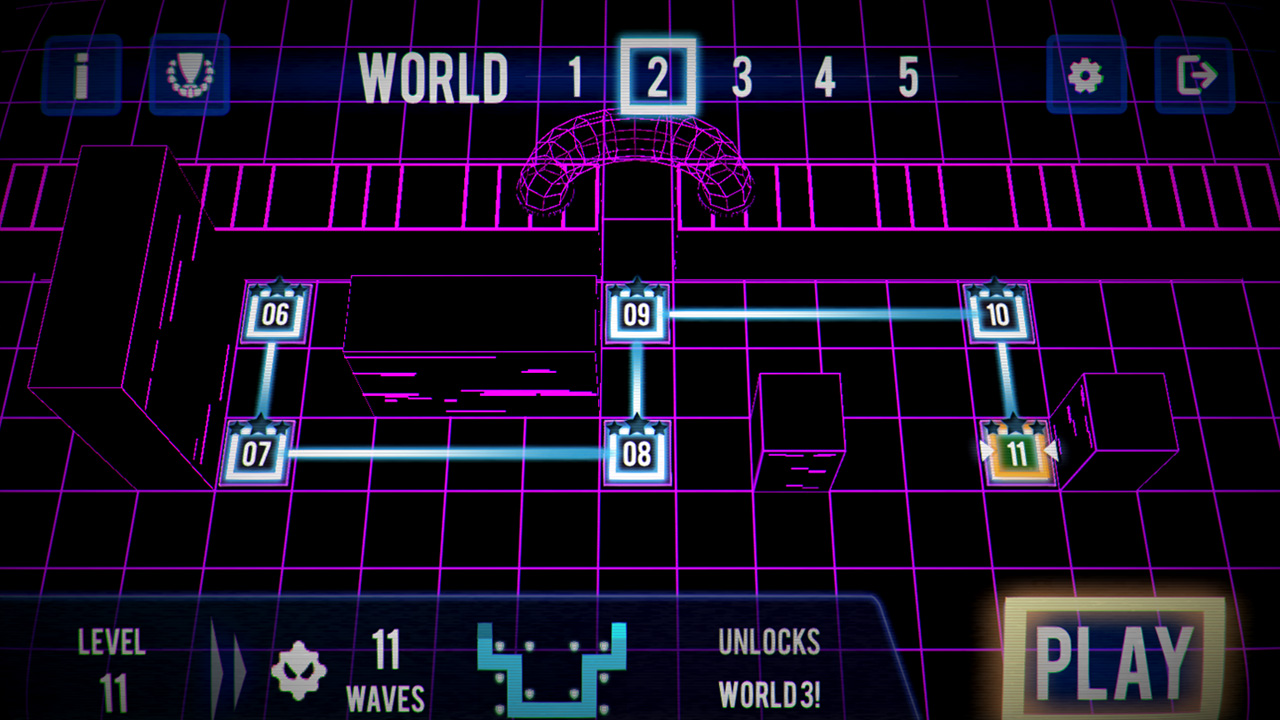 i
WORLD 1 2 3 4 5
06
09
10
07
08
11
LEVEL
11
11
WAVES
UNLOCKS
WORLD 3!
PLAY